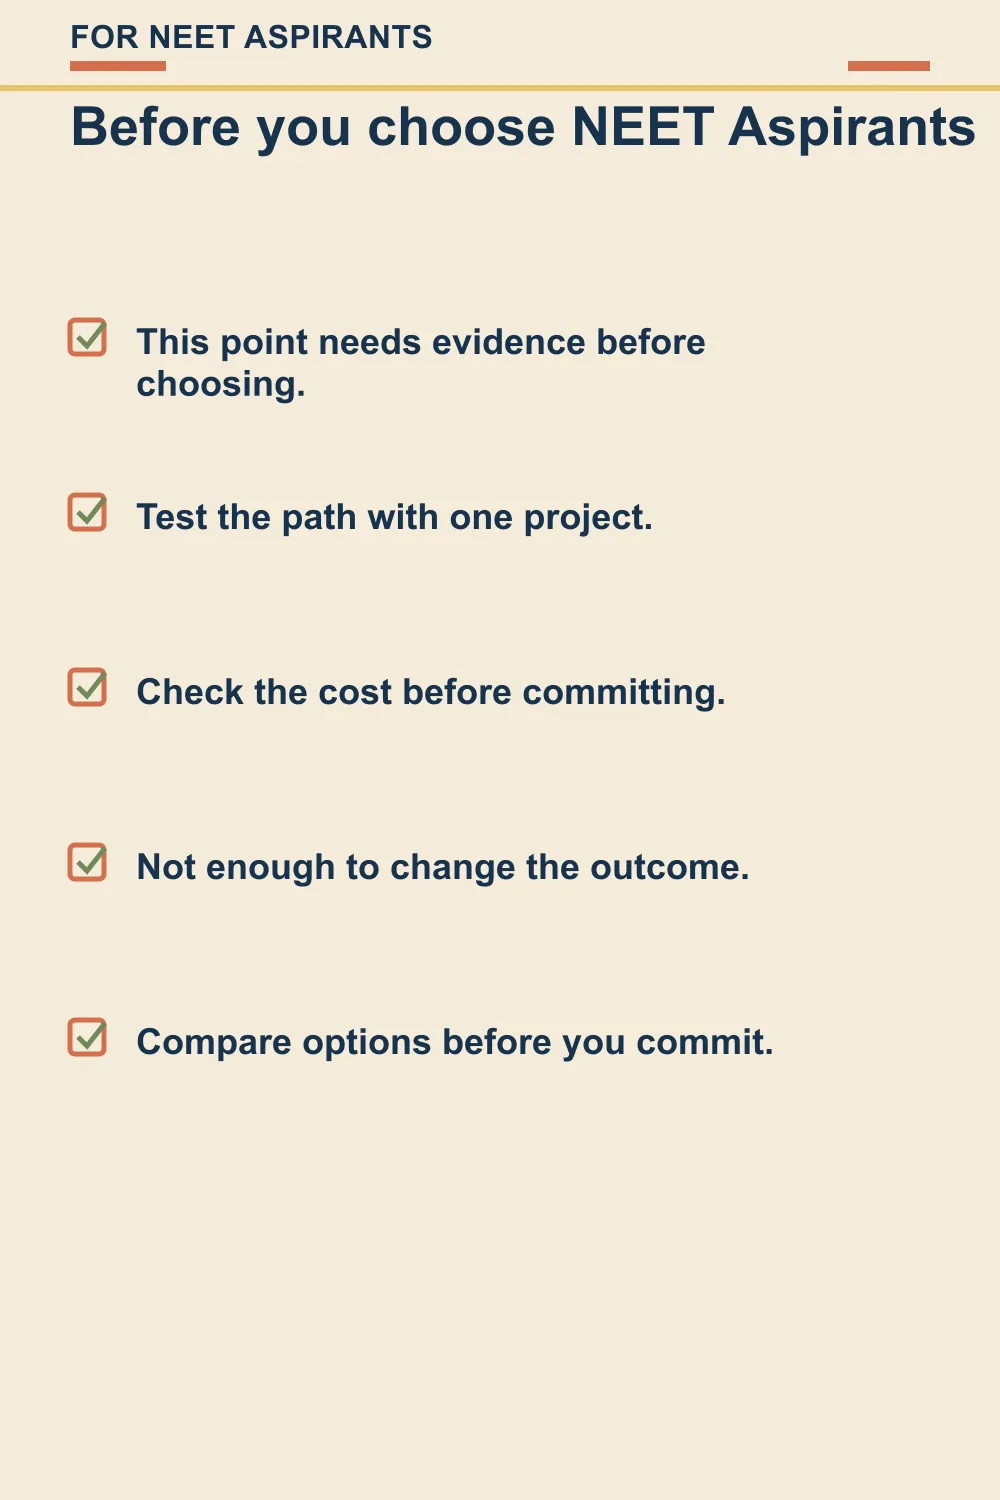 FOR NEET ASPIRANTS
Before you choose NEET Aspirants
This point needs evidence before
choosing.
Test the path with one project.
Check the cost before committing.
Not enough to change the outcome.
Compare options before you commit.